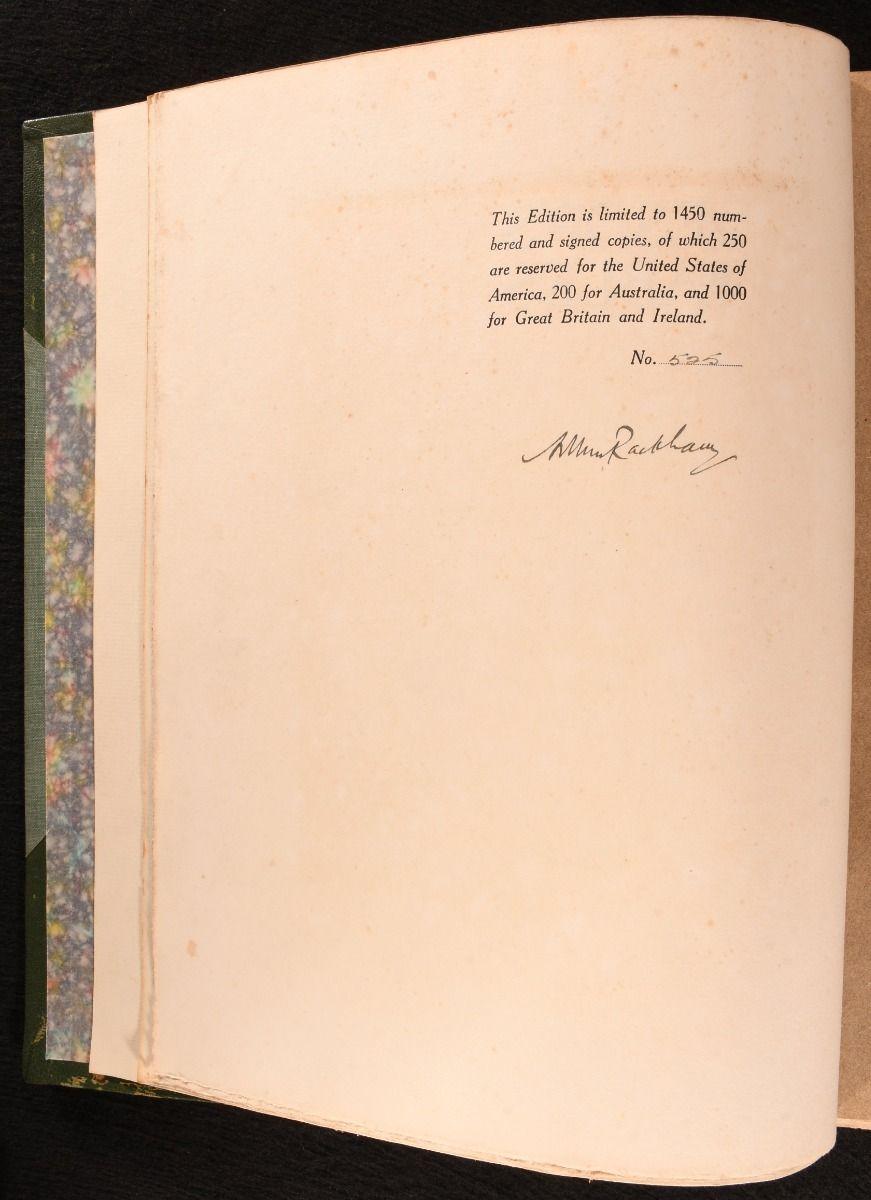 This Edition is limited to 1450 num-
bered and signed copies, of which 250
are reserved for the United States of
America, 200 for Australia, and 1000
for Great Britain and Ireland.
No. 525
Arthur Rackham